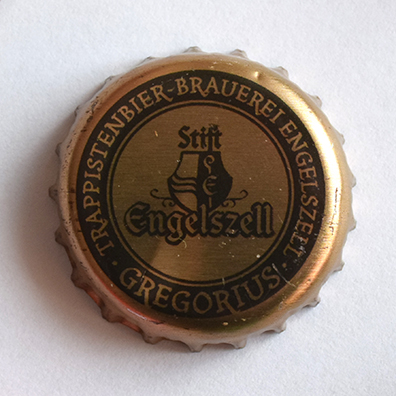 TRAPPISTENBIER-BRAUEREI ENGELSZELL
Stift
Engelszell
· GREGORIUS ·